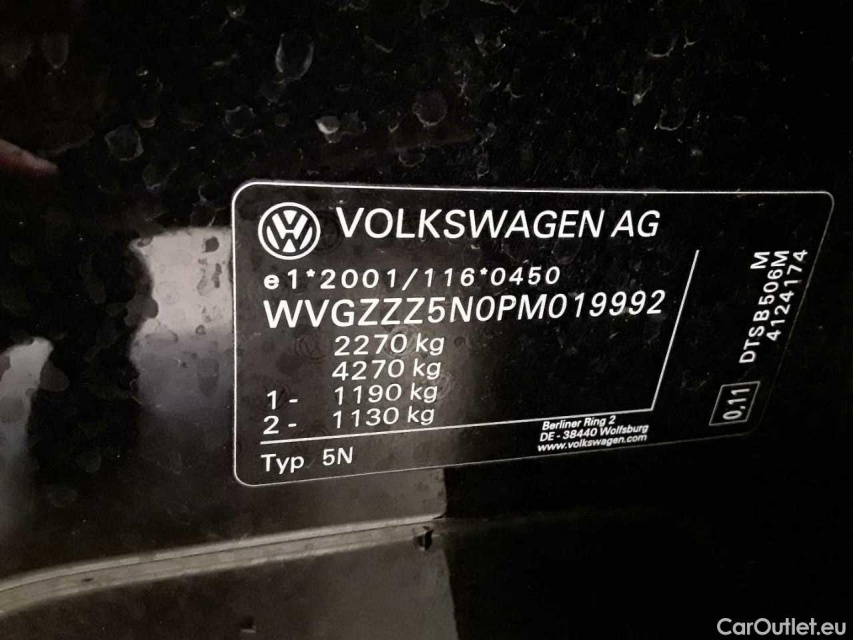 VOLKSWAGEN AG
e1*2001/116*0450
WVGZZZ5N0PM019992
2270 kg
4270 kg
1 - 1190 kg
2 - 1130 kg
Typ 5N
Berliner Ring 2
DE - 38440 Wolfsburg
www.volkswagen.com
M
DTSB506M
4124174
0,11
CarOutlet.eu